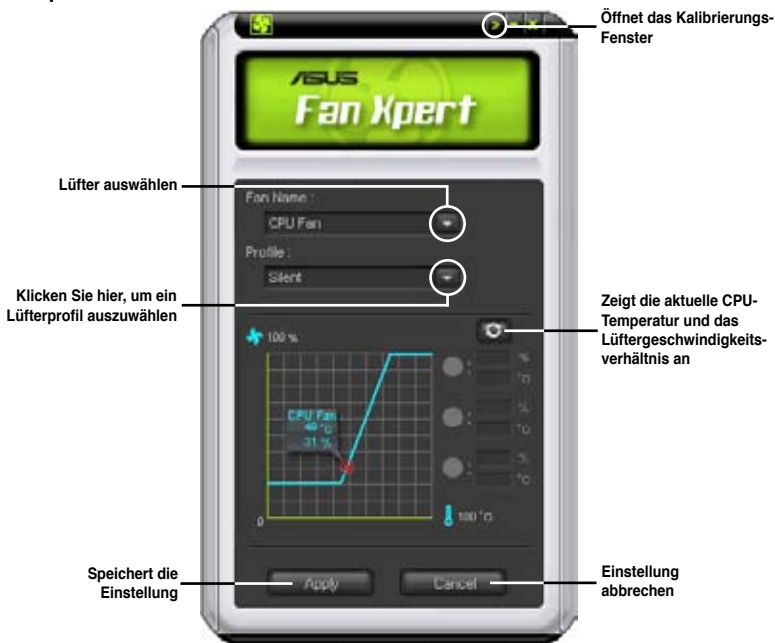 Öffnet das Kalibrierungs-
Fenster
ASUS
Fan Xpert
Lüfter auswählen
Fan Name :
CPU Fan
Profile :
Silent
Klicken Sie hier, um ein
Lüfterprofil auszuwählen
Zeigt die aktuelle CPU-
Temperatur und das
Lüftergeschwindigkeits-
verhältnis an
100 %
%
°C
CPU Fan
31 %
%
°C
%
°C
0
100 °C
Speichert die
Einstellung
Apply
Cancel
Einstellung
abbrechen